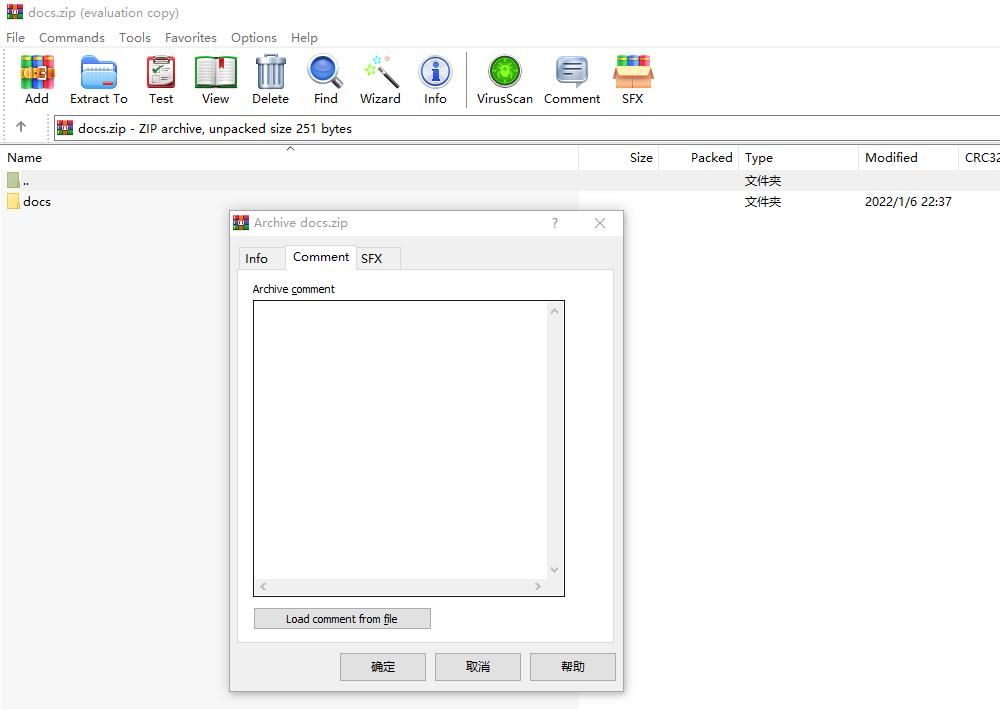 docs.zip (evaluation copy)
File Commands Tools Favorites Options Help
Add Extract To Test View Delete Find Wizard Info VirusScan Comment SFX
docs.zip - ZIP archive, unpacked size 251 bytes
Name Size Packed Type Modified CRC32
.. 文件夹
docs 文件夹 2022/1/6 22:37
Archive docs.zip ?
Info Comment SFX
Archive comment
Load comment from file
确定 取消 帮助